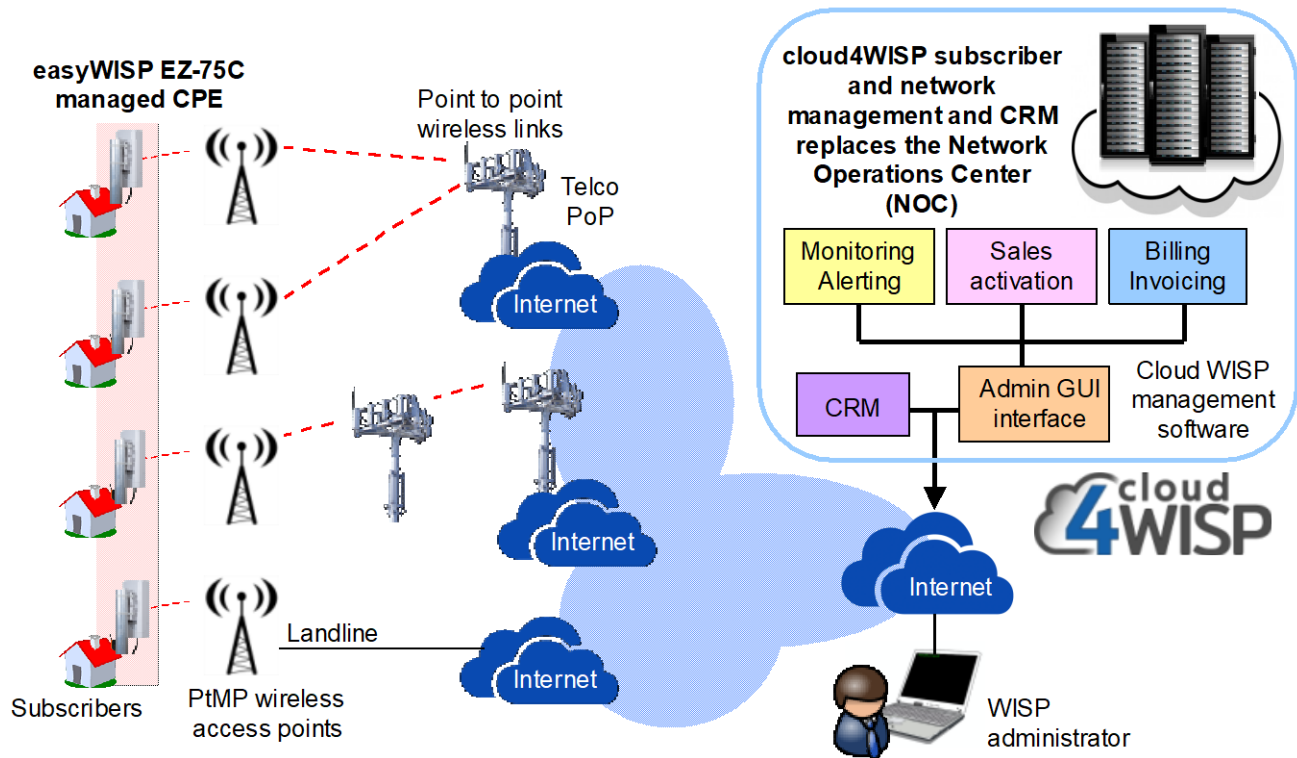 easyWISP EZ-75C
managed CPE
Point to point
wireless links
Telco
PoP
Internet
Internet
Landline
Internet
Subscribers
PtMP wireless
access points
cloud4WISP subscriber
and network
management and CRM
replaces the Network
Operations Center
(NOC)
Monitoring
Alerting
Sales
activation
Billing
Invoicing
CRM
Admin GUI
interface
Cloud WISP
management
software
cloud
4WISP
Internet
WISP
administrator